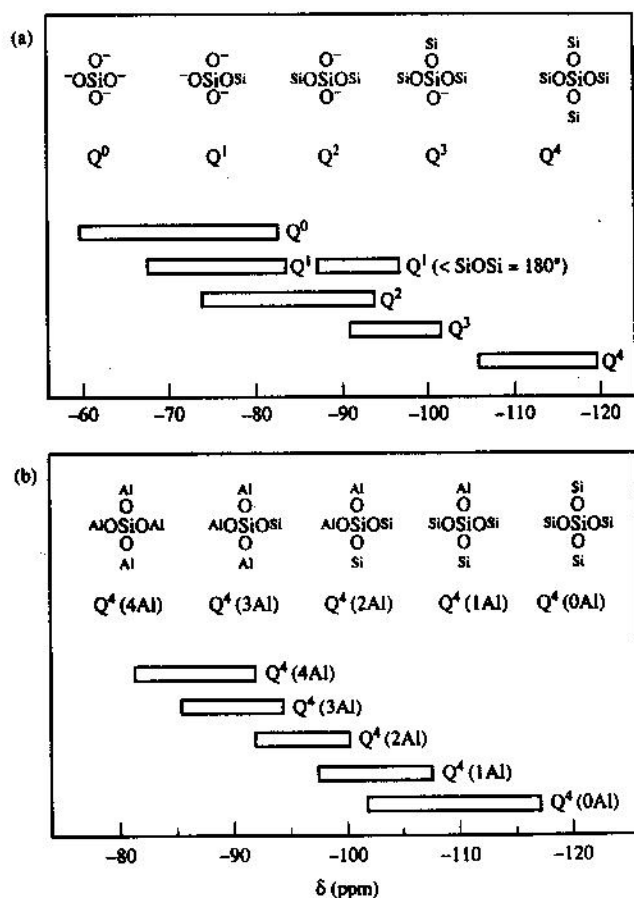 (a)
O⁻ O⁻ O⁻ Si Si
⁻OSiO⁻ ⁻OSiOSi SiOSiOSi O O
O⁻ O⁻ O⁻ SiOSiOSi SiOSiOSi
O⁻ O
Si
Q⁰ Q¹ Q² Q³ Q⁴
Q⁰
Q¹ Q¹ (< SiOSi = 180°)
Q²
Q³
Q⁴
−60 −70 −80 −90 −100 −110 −120
(b)
Al Al Al Al Si
O O O O O
AlOSiOAl AlOSiOSi AlOSiOSi SiOSiOSi SiOSiOSi
O O O O O
Al Al Si Si Si
Q⁴ (4Al) Q⁴ (3Al) Q⁴ (2Al) Q⁴ (1Al) Q⁴ (0Al)
Q⁴ (4Al)
Q⁴ (3Al)
Q⁴ (2Al)
Q⁴ (1Al)
Q⁴ (0Al)
−80 −90 −100 −110 −120
δ (ppm)